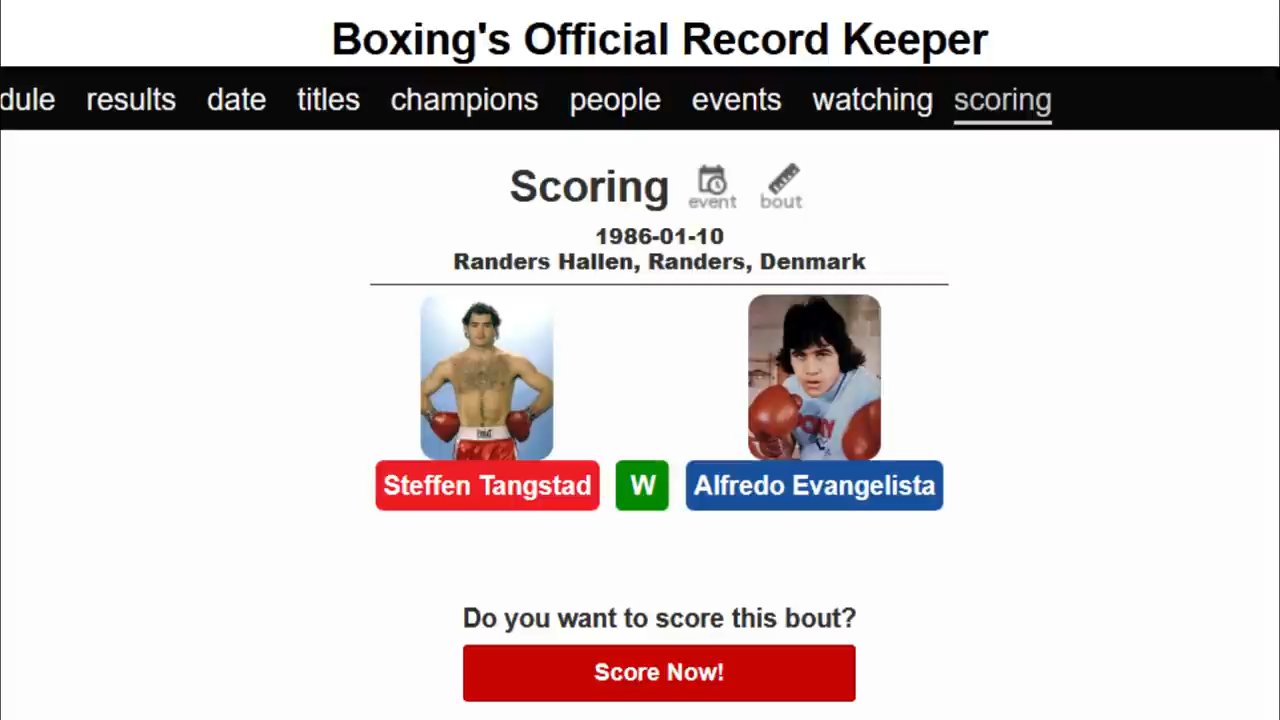 Boxing's Official Record Keeper
dule results date titles champions people events watching scoring
Scoring event bout
1986-01-10
Randers Hallen, Randers, Denmark
Steffen Tangstad W Alfredo Evangelista
Do you want to score this bout?
Score Now!